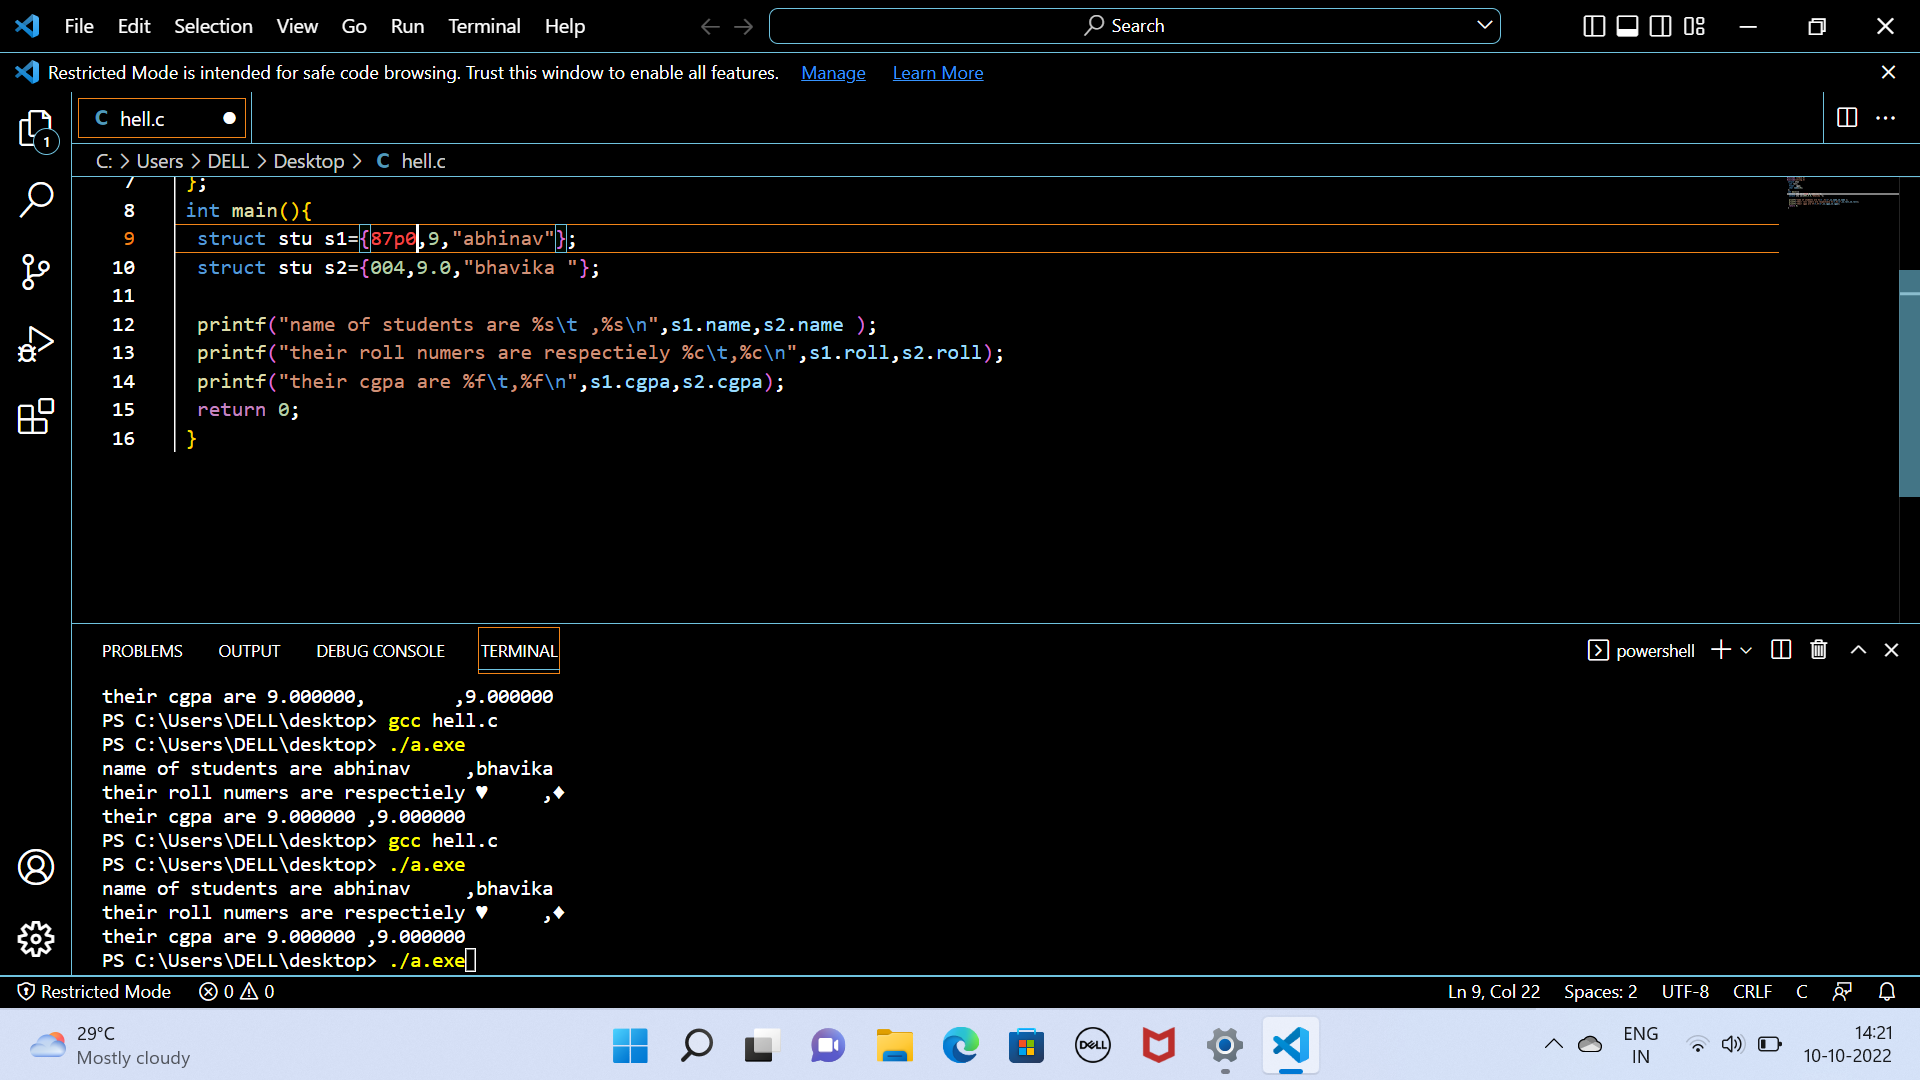 File Edit Selection View Go Run Terminal Help Search
Restricted Mode is intended for safe code browsing. Trust this window to enable all features. Manage Learn More
1
C hell.c
C: > Users > DELL > Desktop > C hell.c
7 };
8 int main(){
9 struct stu s1={87p0,9,"abhinav"};
10 struct stu s2={004,9.0,"bhavika "};
11
12 printf("name of students are %s\t ,%s\n",s1.name,s2.name );
13 printf("their roll numers are respectiely %c\t,%c\n",s1.roll,s2.roll);
14 printf("their cgpa are %f\t,%f\n",s1.cgpa,s2.cgpa);
15 return 0;
16 }
PROBLEMS OUTPUT DEBUG CONSOLE TERMINAL powershell
their cgpa are 9.000000, ,9.000000
PS C:\Users\DELL\desktop> gcc hell.c
PS C:\Users\DELL\desktop> ./a.exe
name of students are abhinav ,bhavika
their roll numers are respectiely ♥ ,♦
their cgpa are 9.000000 ,9.000000
PS C:\Users\DELL\desktop> gcc hell.c
PS C:\Users\DELL\desktop> ./a.exe
name of students are abhinav ,bhavika
their roll numers are respectiely ♥ ,♦
their cgpa are 9.000000 ,9.000000
PS C:\Users\DELL\desktop> ./a.exe
Restricted Mode 0 0 Ln 9, Col 22 Spaces: 2 UTF-8 CRLF C
29°C
Mostly cloudy
DELL
ENG
IN
14:21
10-10-2022